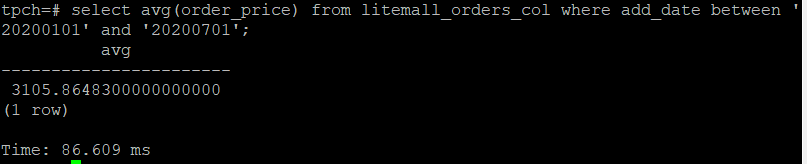 tpch=# select avg(order_price) from litemall_orders_col where add_date between '
20200101' and '20200701';
avg
-----------------------
3105.8648300000000000
(1 row)
Time: 86.609 ms